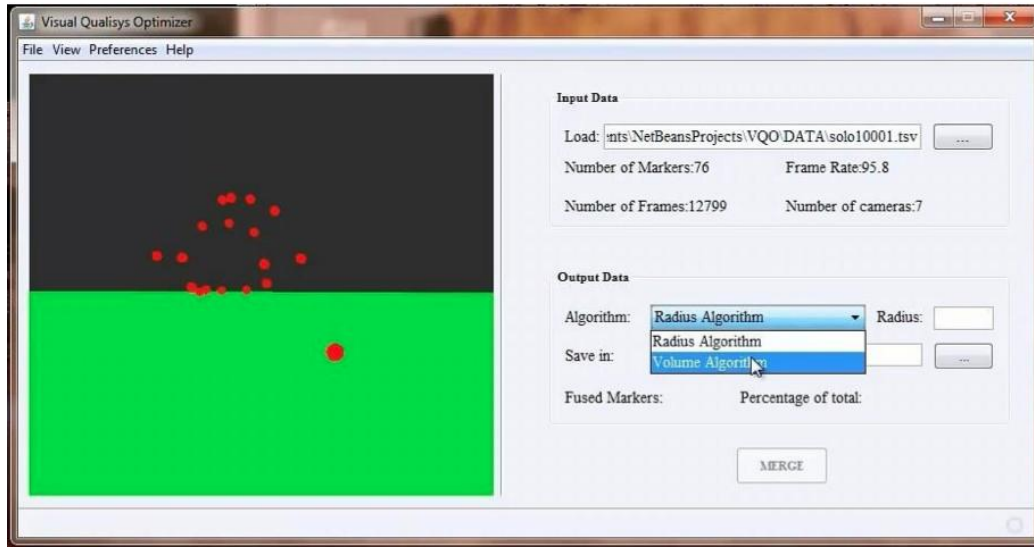 Visual Qualisys Optimizer
File View Preferences Help
Input Data
Load: ents\NetBeansProjects\VQO\DATA\solo10001.tsv ...
Number of Markers:76 Frame Rate:95.8
Number of Frames:12799 Number of cameras:7
Output Data
Algorithm: Radius Algorithm Radius:
Radius Algorithm
Save in: Volume Algorithm ...
Fused Markers: Percentage of total:
MERGE